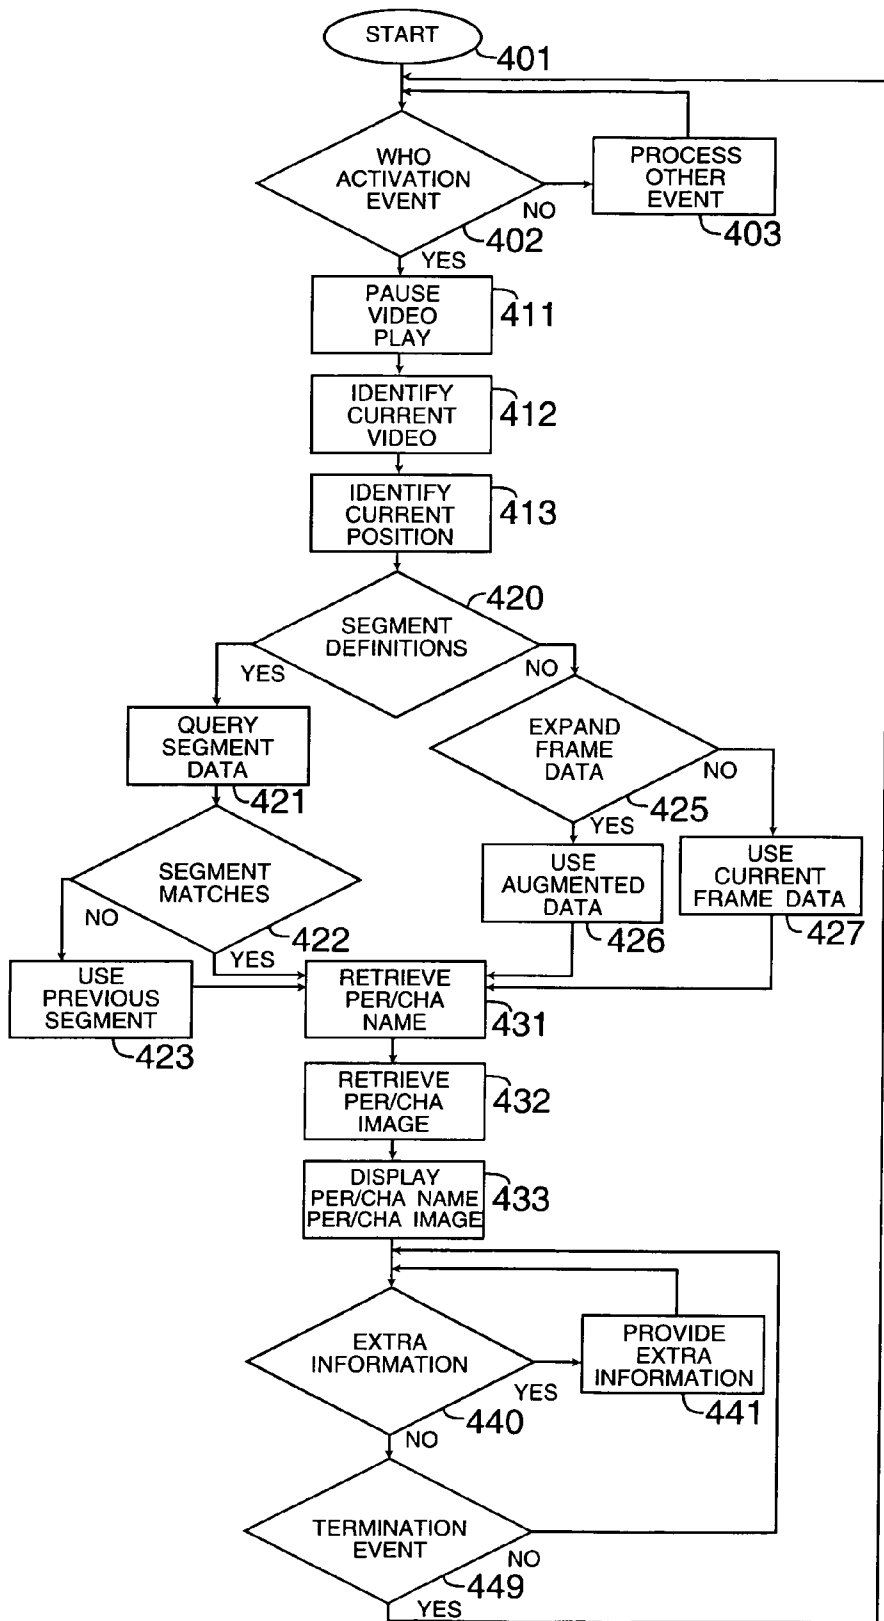 START
401
WHO
ACTIVATION
EVENT
NO
402
YES
PROCESS
OTHER
EVENT
403
PAUSE
VIDEO
PLAY
411
IDENTIFY
CURRENT
VIDEO
412
IDENTIFY
CURRENT
POSITION
413
SEGMENT
DEFINITIONS
420
YES
NO
QUERY
SEGMENT
DATA
421
EXPAND
FRAME
DATA
NO
425
YES
SEGMENT
MATCHES
NO
422
YES
USE
AUGMENTED
DATA
426
USE
CURRENT
FRAME DATA
427
USE
PREVIOUS
SEGMENT
423
RETRIEVE
PER/CHA
NAME
431
RETRIEVE
PER/CHA
IMAGE
432
DISPLAY
PER/CHA NAME
PER/CHA IMAGE
433
EXTRA
INFORMATION
YES
440
NO
PROVIDE
EXTRA
INFORMATION
441
TERMINATION
EVENT
NO
449
YES